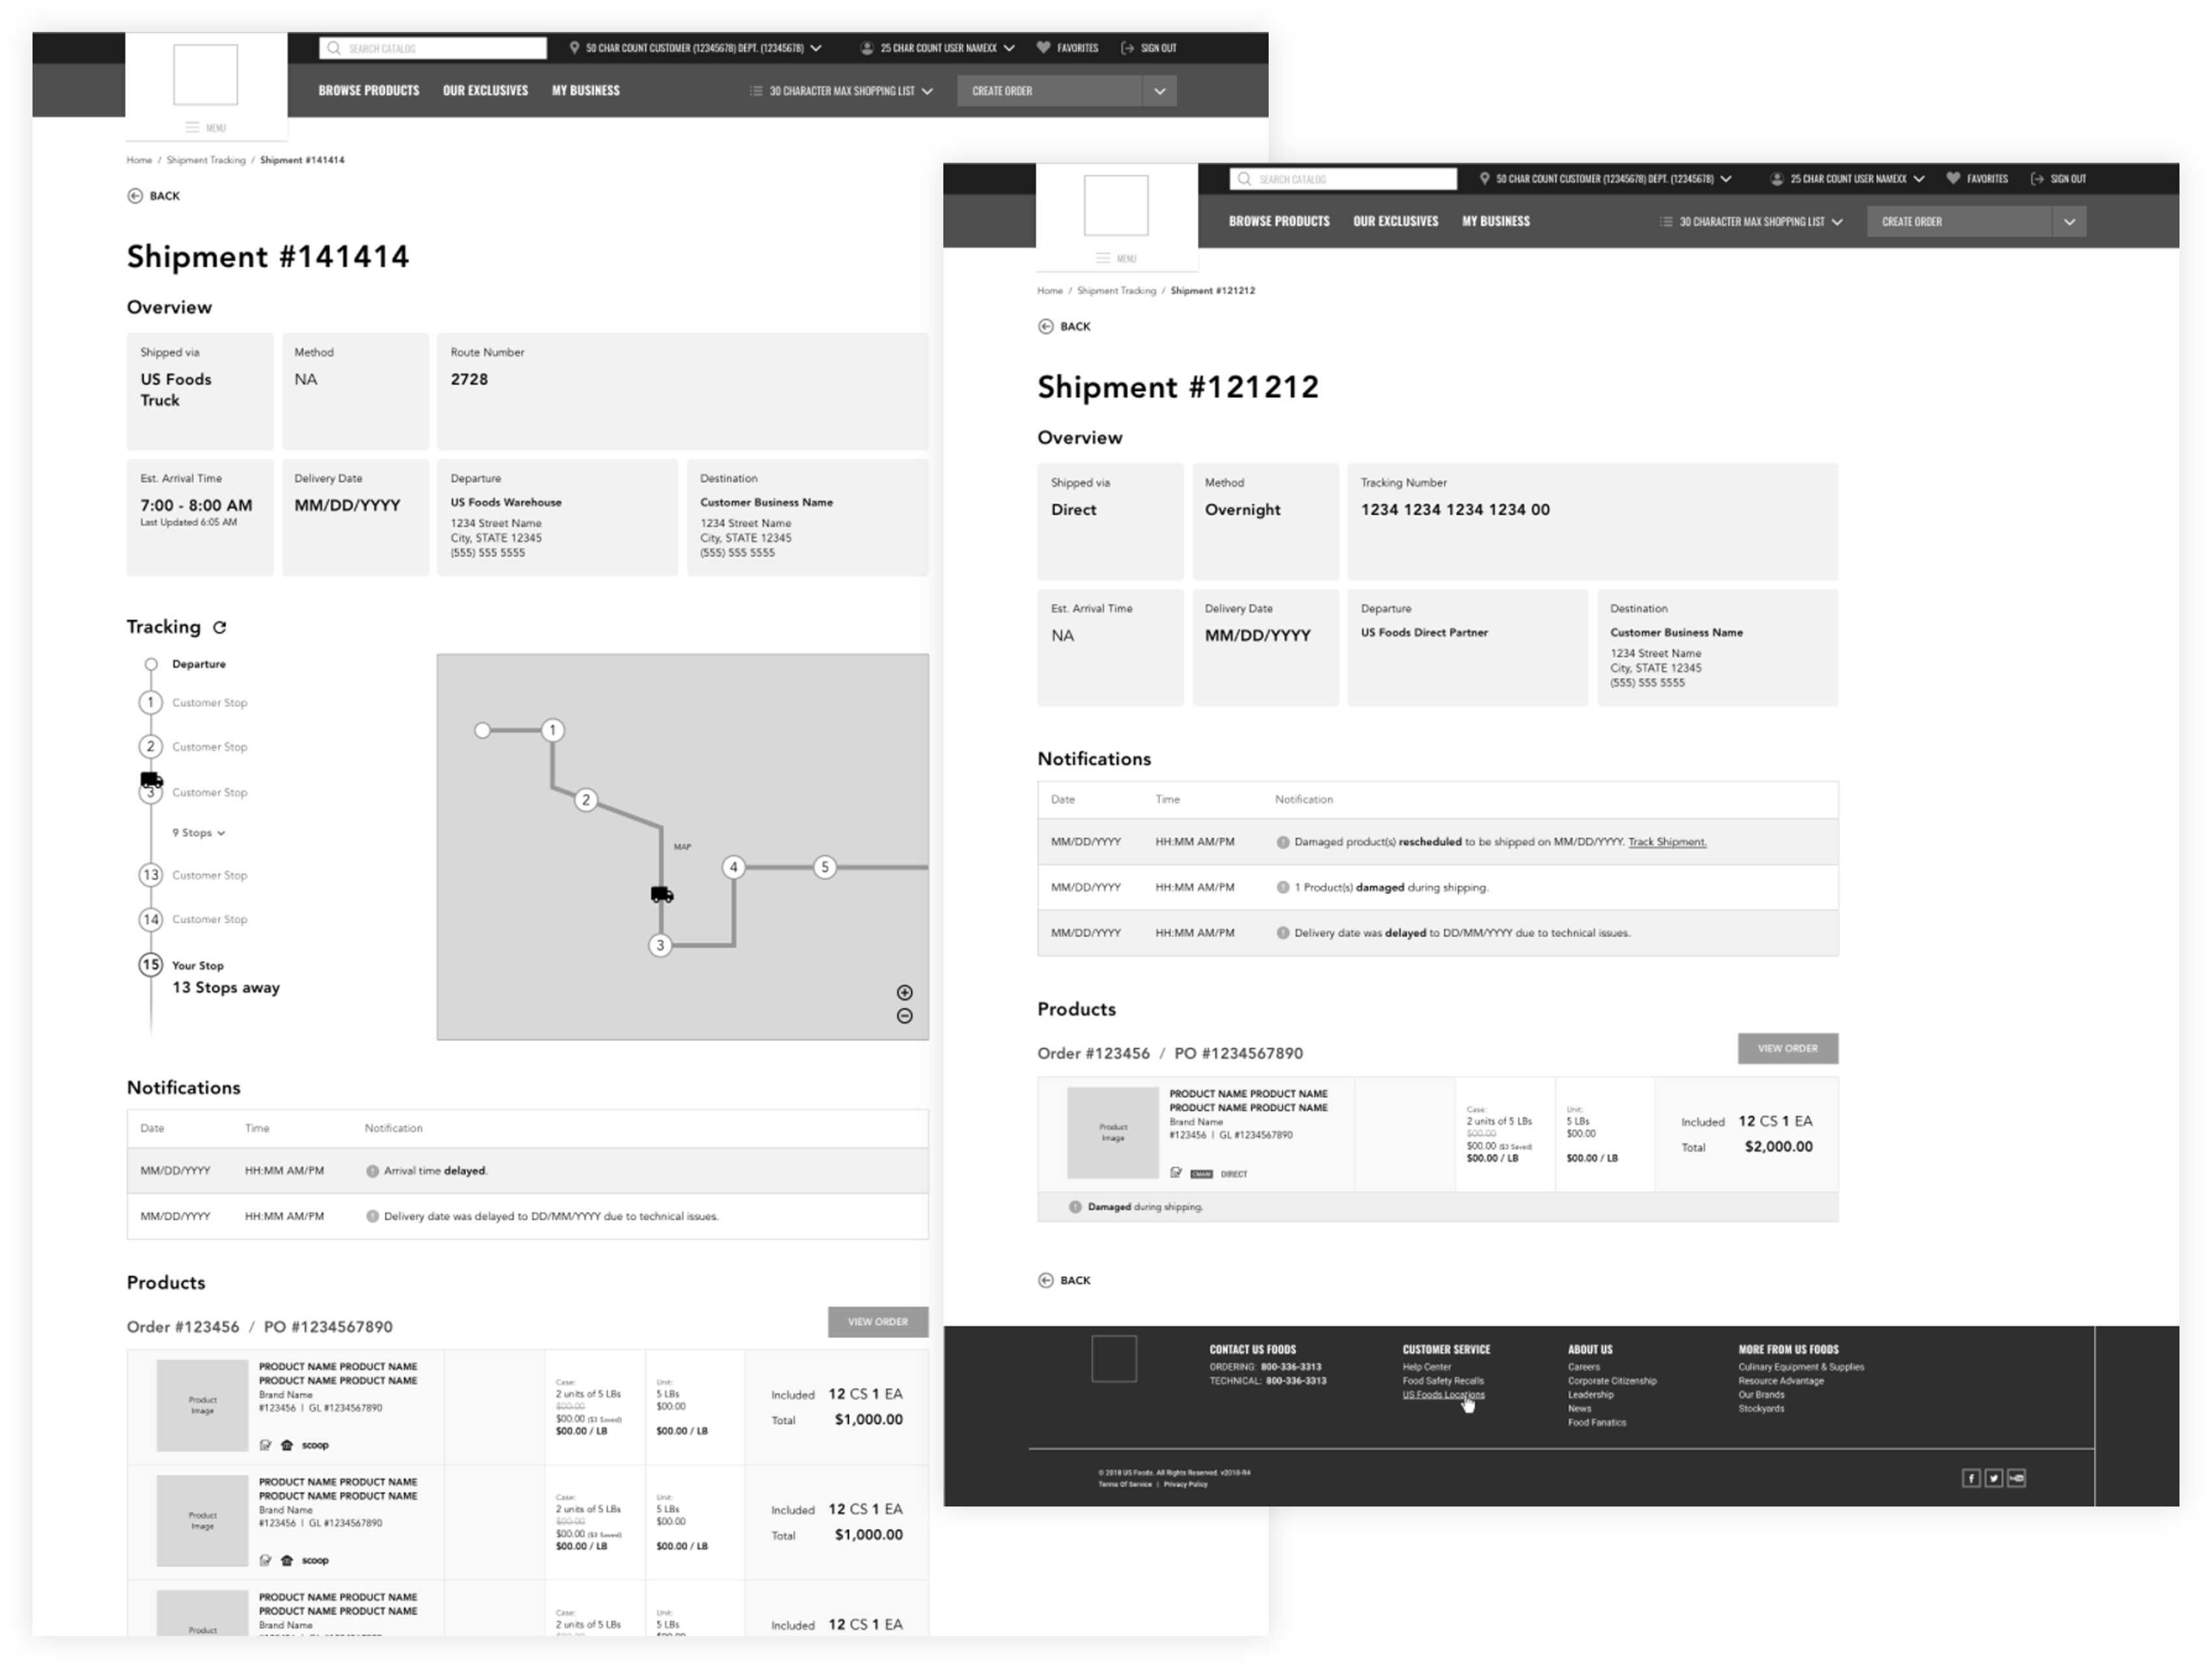 SEARCH CATALOG
50 CHAR COUNT CUSTOMER (12345678) DEPT. (12345678)
25 CHAR COUNT USER NAMEXX
FAVORITES
SIGN OUT
BROWSE PRODUCTS
OUR EXCLUSIVES
MY BUSINESS
30 CHARACTER MAX SHOPPING LIST
CREATE ORDER
MENU
Home / Shipment Tracking / Shipment #141414
BACK
Shipment #141414
Overview
Shipped via
US Foods
Truck
Method
NA
Route Number
2728
Est. Arrival Time
7:00 - 8:00 AM
Last Updated 6:05 AM
Delivery Date
MM/DD/YYYY
Departure
US Foods Warehouse
1234 Street Name
City, STATE 12345
(555) 555 5555
Destination
Customer Business Name
1234 Street Name
City, STATE 12345
(555) 555 5555
Tracking
Departure
1 Customer Stop
2 Customer Stop
3 Customer Stop
9 Stops
13 Customer Stop
14 Customer Stop
15 Your Stop
13 Stops away
1
2
MAP
4
5
3
Notifications
Date Time Notification
MM/DD/YYYY HH:MM AM/PM Arrival time delayed.
MM/DD/YYYY HH:MM AM/PM Delivery date was delayed to DD/MM/YYYY due to technical issues.
Products
Order #123456 / PO #1234567890
VIEW ORDER
Product
Image
PRODUCT NAME PRODUCT NAME
PRODUCT NAME PRODUCT NAME
Brand Name
#123456 | GL #1234567890
scoop
Case:
2 units of 5 LBs
$00.00
$00.00 ($3 Saved)
$00.00 / LB
Unit:
5 LBs
$00.00
$00.00 / LB
Included 12 CS 1 EA
Total $1,000.00
Product
Image
PRODUCT NAME PRODUCT NAME
PRODUCT NAME PRODUCT NAME
Brand Name
#123456 | GL #1234567890
scoop
Case:
2 units of 5 LBs
$00.00
$00.00 ($3 Saved)
$00.00 / LB
Unit:
5 LBs
$00.00
$00.00 / LB
Included 12 CS 1 EA
Total $1,000.00
Product
PRODUCT NAME PRODUCT NAME
PRODUCT NAME PRODUCT NAME
Brand Name
Case:
2 units of 5 LBs
Unit:
5 LBs
Included 12 CS 1 EA
SEARCH CATALOG
50 CHAR COUNT CUSTOMER (12345678) DEPT. (12345678)
25 CHAR COUNT USER NAMEXX
FAVORITES
SIGN OUT
BROWSE PRODUCTS
OUR EXCLUSIVES
MY BUSINESS
30 CHARACTER MAX SHOPPING LIST
CREATE ORDER
MENU
Home / Shipment Tracking / Shipment #121212
BACK
Shipment #121212
Overview
Shipped via
Direct
Method
Overnight
Tracking Number
1234 1234 1234 1234 00
Est. Arrival Time
NA
Delivery Date
MM/DD/YYYY
Departure
US Foods Direct Partner
Destination
Customer Business Name
1234 Street Name
City, STATE 12345
(555) 555 5555
Notifications
Date Time Notification
MM/DD/YYYY HH:MM AM/PM Damaged product(s) rescheduled to be shipped on MM/DD/YYYY. Track Shipment.
MM/DD/YYYY HH:MM AM/PM 1 Product(s) damaged during shipping.
MM/DD/YYYY HH:MM AM/PM Delivery date was delayed to DD/MM/YYYY due to technical issues.
Products
Order #123456 / PO #1234567890
VIEW ORDER
Product
Image
PRODUCT NAME PRODUCT NAME
PRODUCT NAME PRODUCT NAME
Brand Name
#123456 | GL #1234567890
DIRECT
Case:
2 units of 5 LBs
$00.00
$00.00 ($3 Saved)
$00.00 / LB
Unit:
5 LBs
$00.00
$00.00 / LB
Included 12 CS 1 EA
Total $2,000.00
Damaged during shipping.
BACK
CONTACT US FOODS
ORDERING: 800-336-3313
TECHNICAL: 800-336-3313
CUSTOMER SERVICE
Help Center
Food Safety Recalls
US Foods Locations
ABOUT US
Careers
Corporate Citizenship
Leadership
News
Food Fanatics
MORE FROM US FOODS
Culinary Equipment & Supplies
Resource Advantage
Our Brands
Stockyards
© 2018 US Foods. All Rights Reserved. v2018-R4
Terms Of Service | Privacy Policy